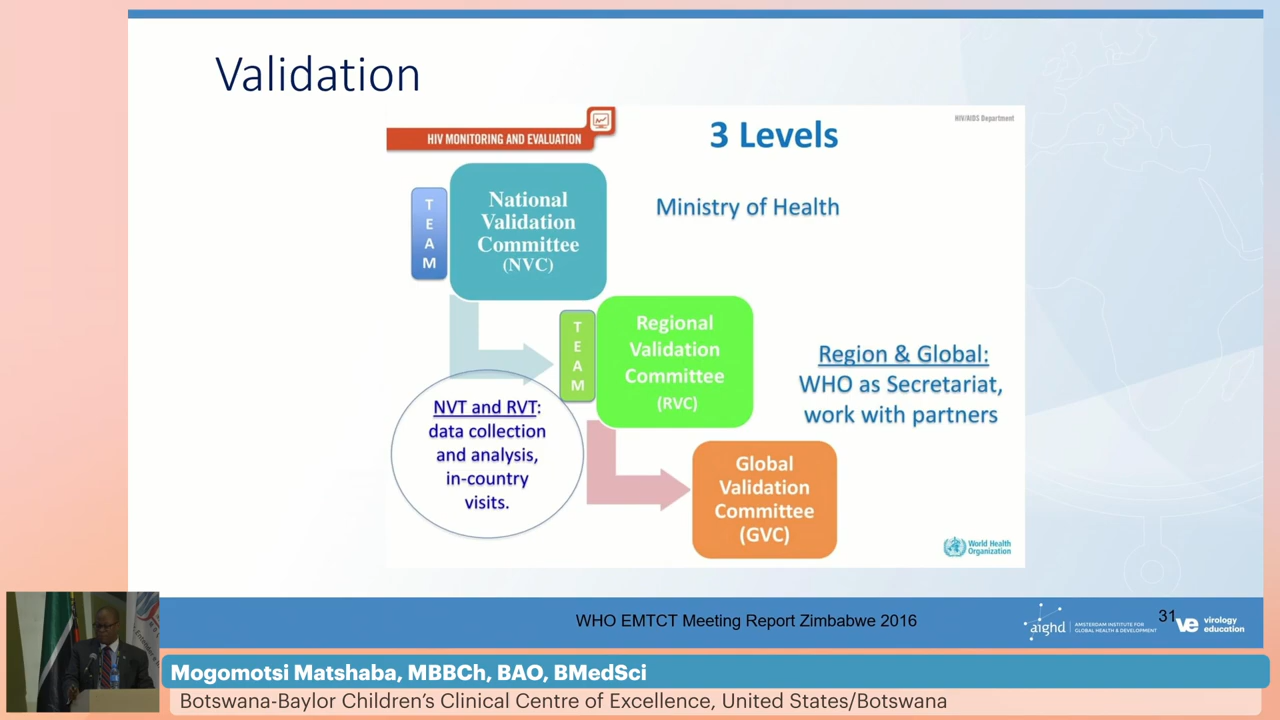 Validation
HIV MONITORING AND EVALUATION
3 Levels
HIV/AIDS Department
T
E
A
M
National
Validation
Committee
(NVC)
Ministry of Health
T
E
A
M
Regional
Validation
Committee
(RVC)
Region & Global:
WHO as Secretariat,
work with partners
NVT and RVT:
data collection
and analysis,
in-country
visits.
Global
Validation
Committee
(GVC)
World Health
Organization
WHO EMTCT Meeting Report Zimbabwe 2016
aighd
AMSTERDAM INSTITUTE FOR
GLOBAL HEALTH & DEVELOPMENT
31
ve virology
education
Mogomotsi Matshaba, MBBCh, BAO, BMedSci
Botswana-Baylor Children's Clinical Centre of Excellence, United States/Botswana